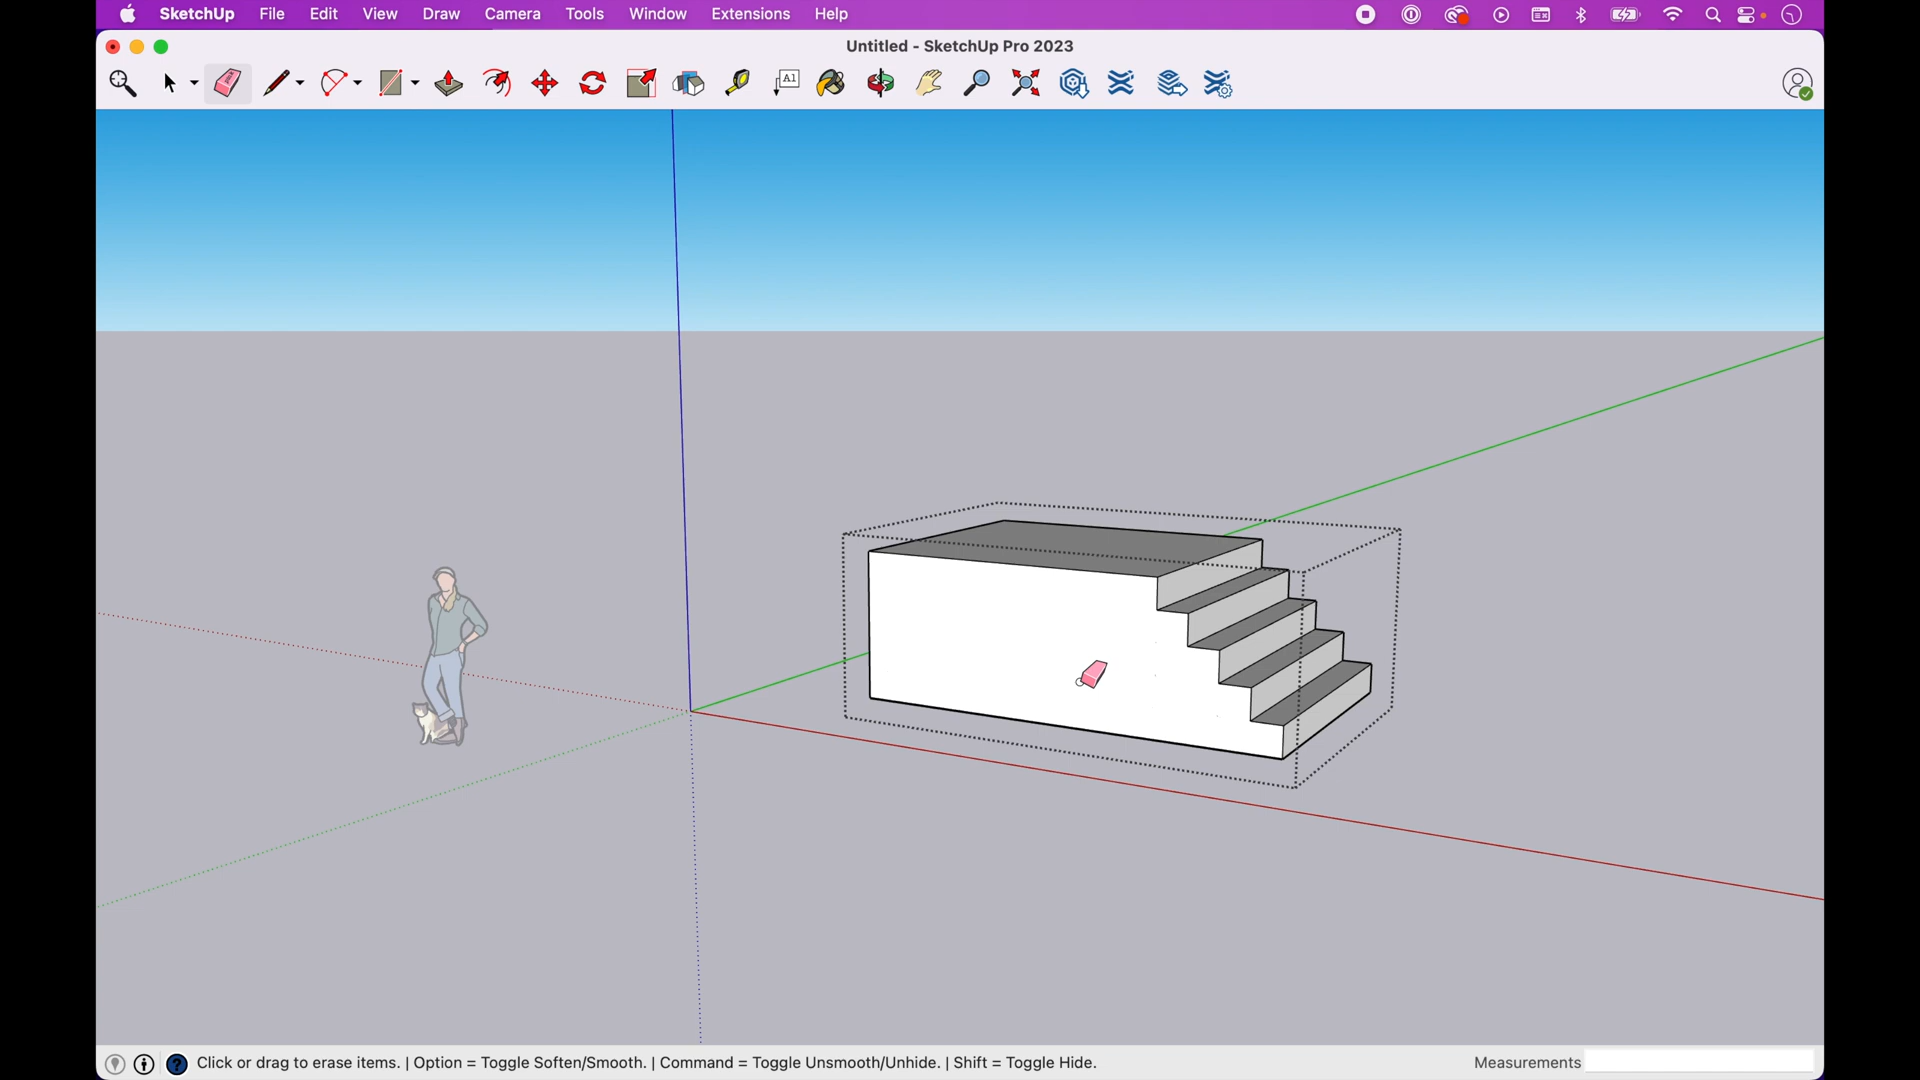 SketchUp File Edit View Draw Camera Tools Window Extensions Help
Untitled - SketchUp Pro 2023
A1
Click or drag to erase items. | Option = Toggle Soften/Smooth. | Command = Toggle Unsmooth/Unhide. | Shift = Toggle Hide.
Measurements